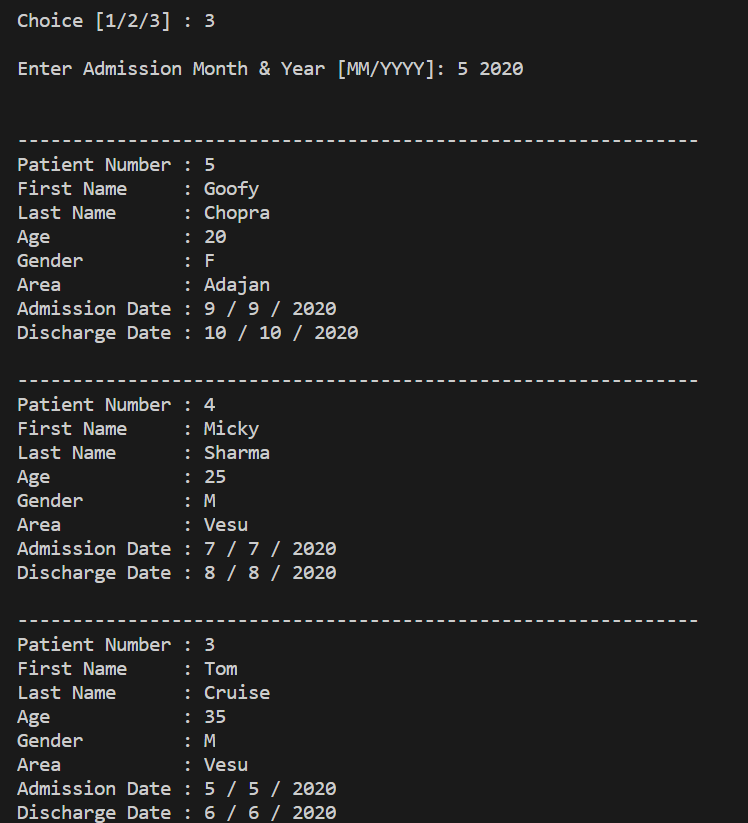 Choice [1/2/3] : 3
Enter Admission Month & Year [MM/YYYY]: 5 2020
--------------------------------------------------------------
Patient Number : 5
First Name     : Goofy
Last Name      : Chopra
Age            : 20
Gender         : F
Area           : Adajan
Admission Date : 9 / 9 / 2020
Discharge Date : 10 / 10 / 2020
--------------------------------------------------------------
Patient Number : 4
First Name     : Micky
Last Name      : Sharma
Age            : 25
Gender         : M
Area           : Vesu
Admission Date : 7 / 7 / 2020
Discharge Date : 8 / 8 / 2020
--------------------------------------------------------------
Patient Number : 3
First Name     : Tom
Last Name      : Cruise
Age            : 35
Gender         : M
Area           : Vesu
Admission Date : 5 / 5 / 2020
Discharge Date : 6 / 6 / 2020